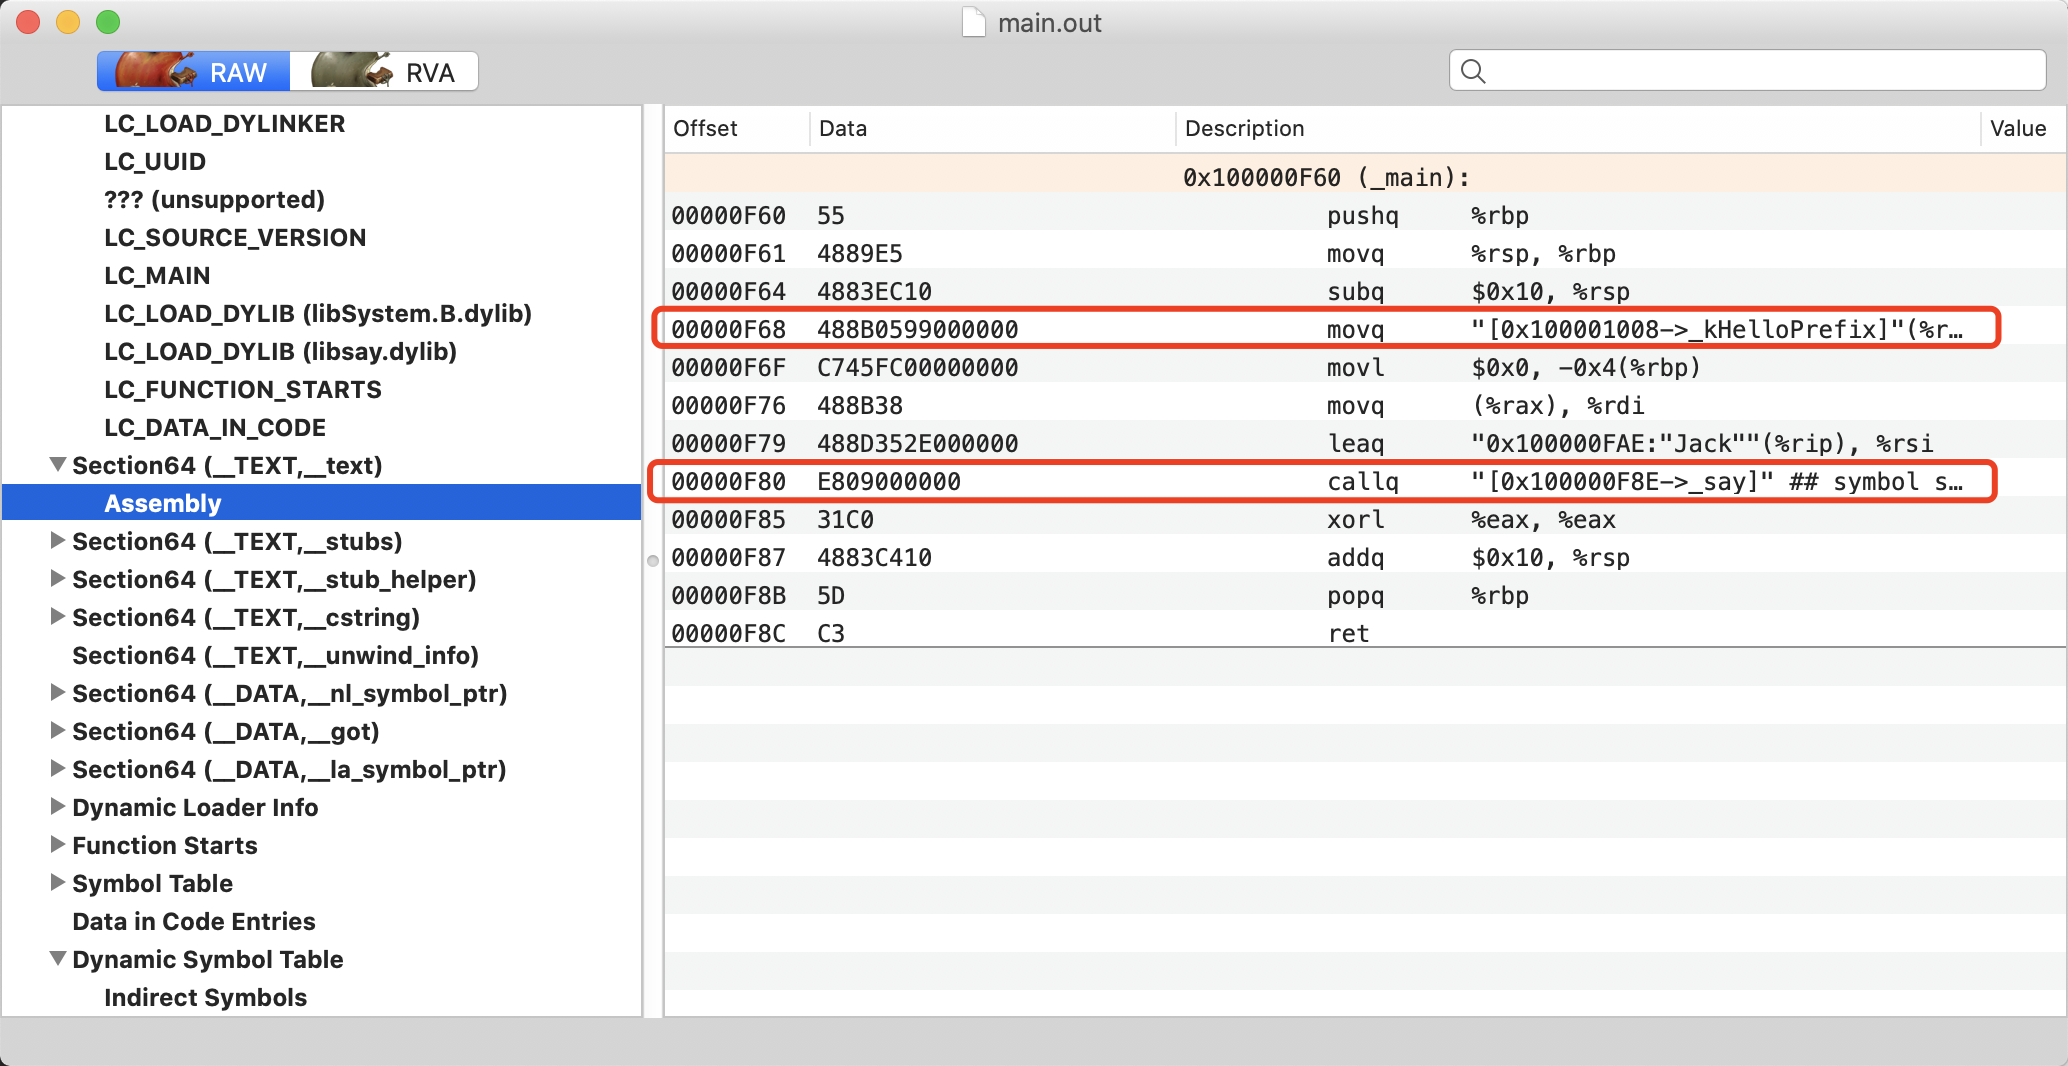 main.out
RAW RVA
LC_LOAD_DYLINKER
LC_UUID
??? (unsupported)
LC_SOURCE_VERSION
LC_MAIN
LC_LOAD_DYLIB (libSystem.B.dylib)
LC_LOAD_DYLIB (libsay.dylib)
LC_FUNCTION_STARTS
LC_DATA_IN_CODE
Section64 (__TEXT,__text)
Assembly
Section64 (__TEXT,__stubs)
Section64 (__TEXT,__stub_helper)
Section64 (__TEXT,__cstring)
Section64 (__TEXT,__unwind_info)
Section64 (__DATA,__nl_symbol_ptr)
Section64 (__DATA,__got)
Section64 (__DATA,__la_symbol_ptr)
Dynamic Loader Info
Function Starts
Symbol Table
Data in Code Entries
Dynamic Symbol Table
Indirect Symbols
Offset Data Description Value
0x100000F60 (_main):
00000F60 55 pushq %rbp
00000F61 4889E5 movq %rsp, %rbp
00000F64 4883EC10 subq $0x10, %rsp
00000F68 488B0599000000 movq "[0x100001008->_kHelloPrefix]"(%r…
00000F6F C745FC00000000 movl $0x0, -0x4(%rbp)
00000F76 488B38 movq (%rax), %rdi
00000F79 488D352E000000 leaq "0x100000FAE:"Jack""(%rip), %rsi
00000F80 E809000000 callq "[0x100000F8E->_say]" ## symbol s…
00000F85 31C0 xorl %eax, %eax
00000F87 4883C410 addq $0x10, %rsp
00000F8B 5D popq %rbp
00000F8C C3 ret